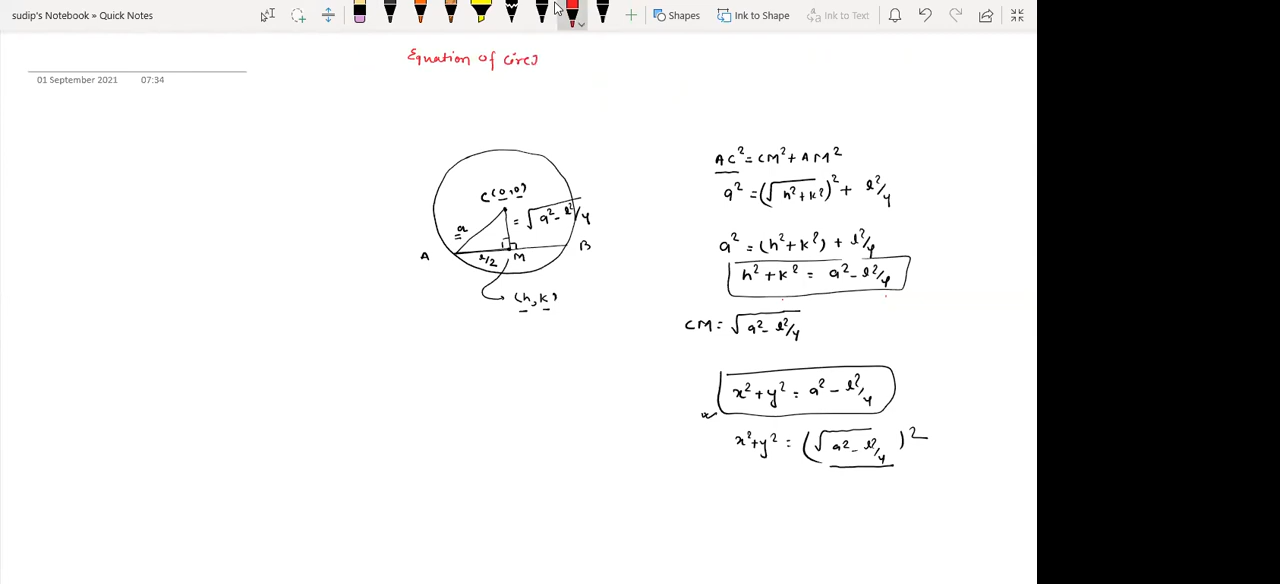 sudip's Notebook » Quick Notes
Shapes
Ink to Shape
Ink to Text
Equation of circ
01 September 2021 07:34
C(0,0)
a
= √a² - l²/4
A
B
l/2
M
(h, k)
AC² = CM² + AM²
a² = (√h² + k²)² + l²/4
a² = (h² + k²) + l²/4
h² + k² = a² - l²/4
CM = √a² - l²/4
x² + y² = a² - l²/4
x² + y² = (√a² - l²/4)²